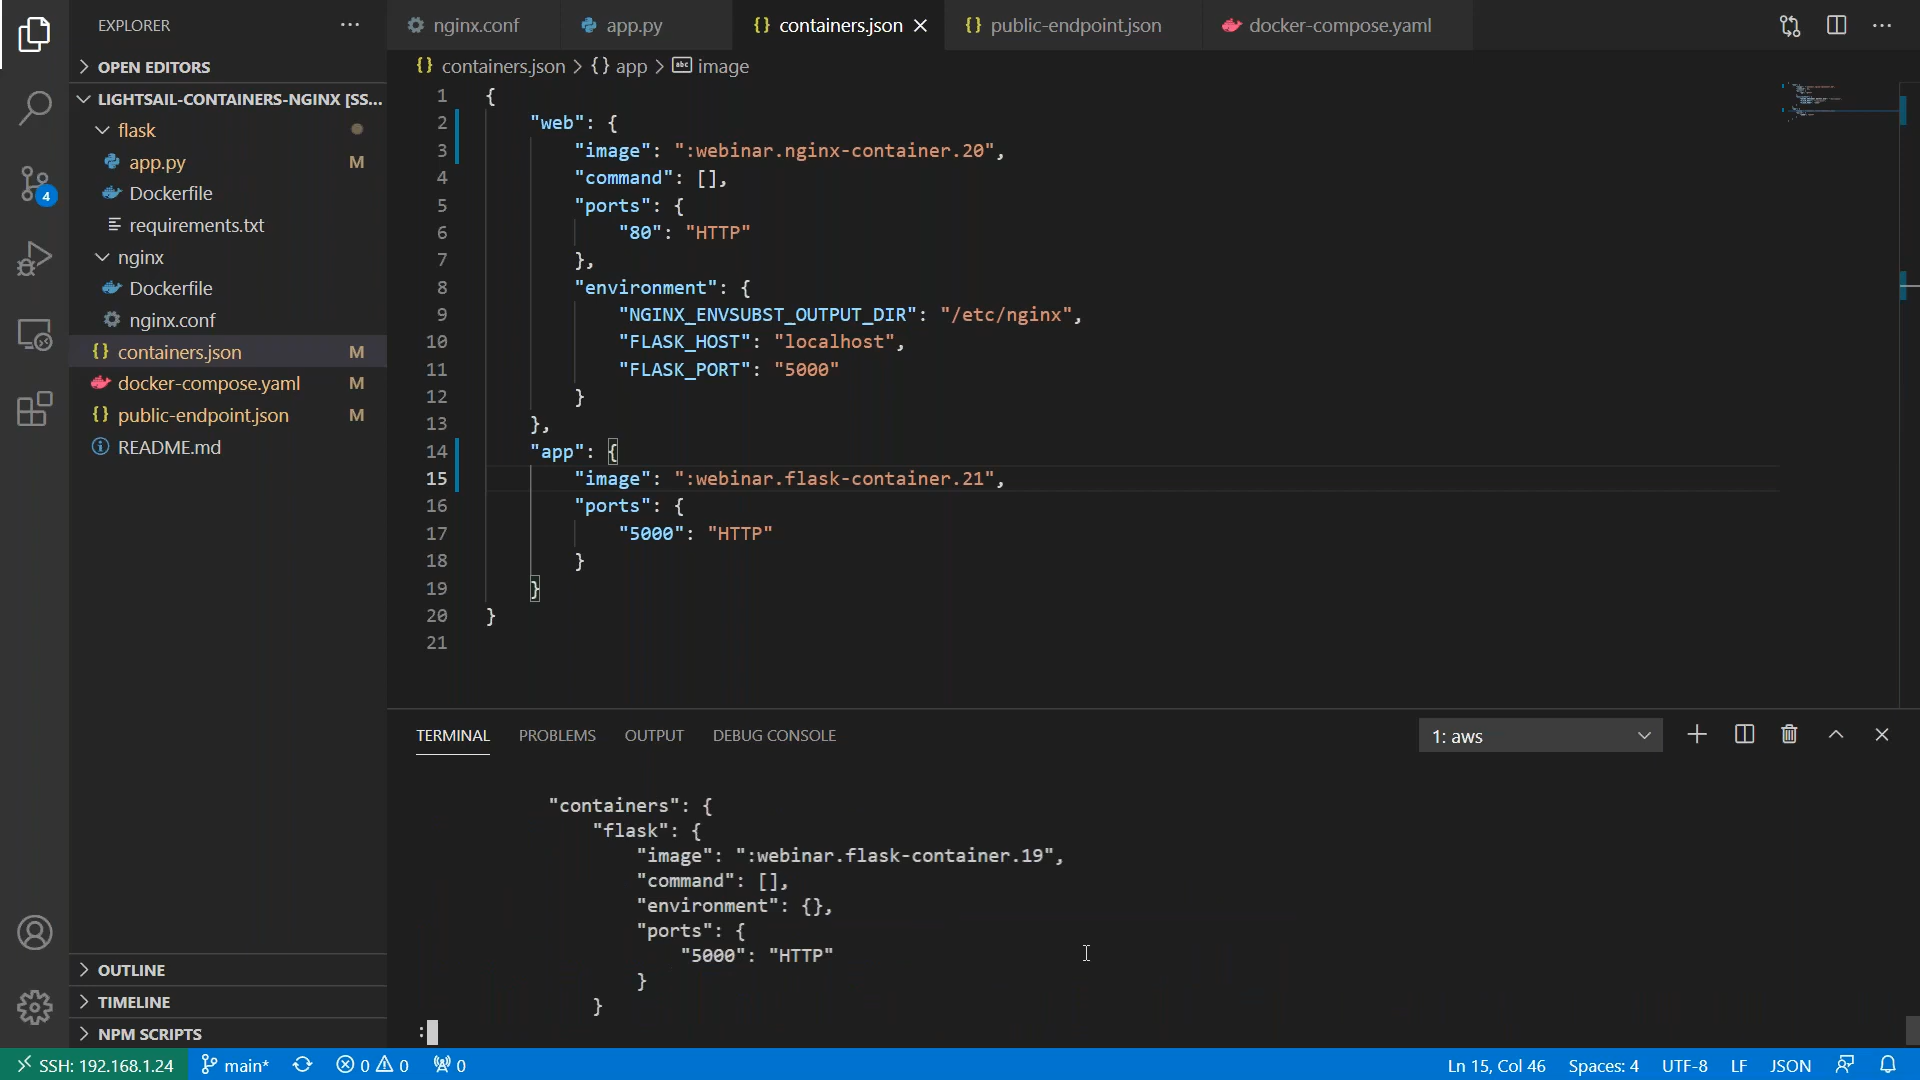 EXPLORER
nginx.conf
app.py
{} containers.json
{} public-endpoint.json
docker-compose.yaml
OPEN EDITORS
{} containers.json > {} app > abc image
LIGHTSAIL-CONTAINERS-NGINX [SS...
flask
app.py M
Dockerfile
requirements.txt
nginx
Dockerfile
nginx.conf
{} containers.json M
docker-compose.yaml M
{} public-endpoint.json M
README.md
4
1 {
2 "web": {
3 "image": ":webinar.nginx-container.20",
4 "command": [],
5 "ports": {
6 "80": "HTTP"
7 },
8 "environment": {
9 "NGINX_ENVSUBST_OUTPUT_DIR": "/etc/nginx",
10 "FLASK_HOST": "localhost",
11 "FLASK_PORT": "5000"
12 }
13 },
14 "app": {
15 "image": ":webinar.flask-container.21",
16 "ports": {
17 "5000": "HTTP"
18 }
19 }
20 }
21
TERMINAL PROBLEMS OUTPUT DEBUG CONSOLE
1: aws
"containers": {
"flask": {
"image": ":webinar.flask-container.19",
"command": [],
"environment": {},
"ports": {
"5000": "HTTP"
}
}
:
OUTLINE
TIMELINE
NPM SCRIPTS
SSH: 192.168.1.24 main* 0 0 0 Ln 15, Col 46 Spaces: 4 UTF-8 LF JSON